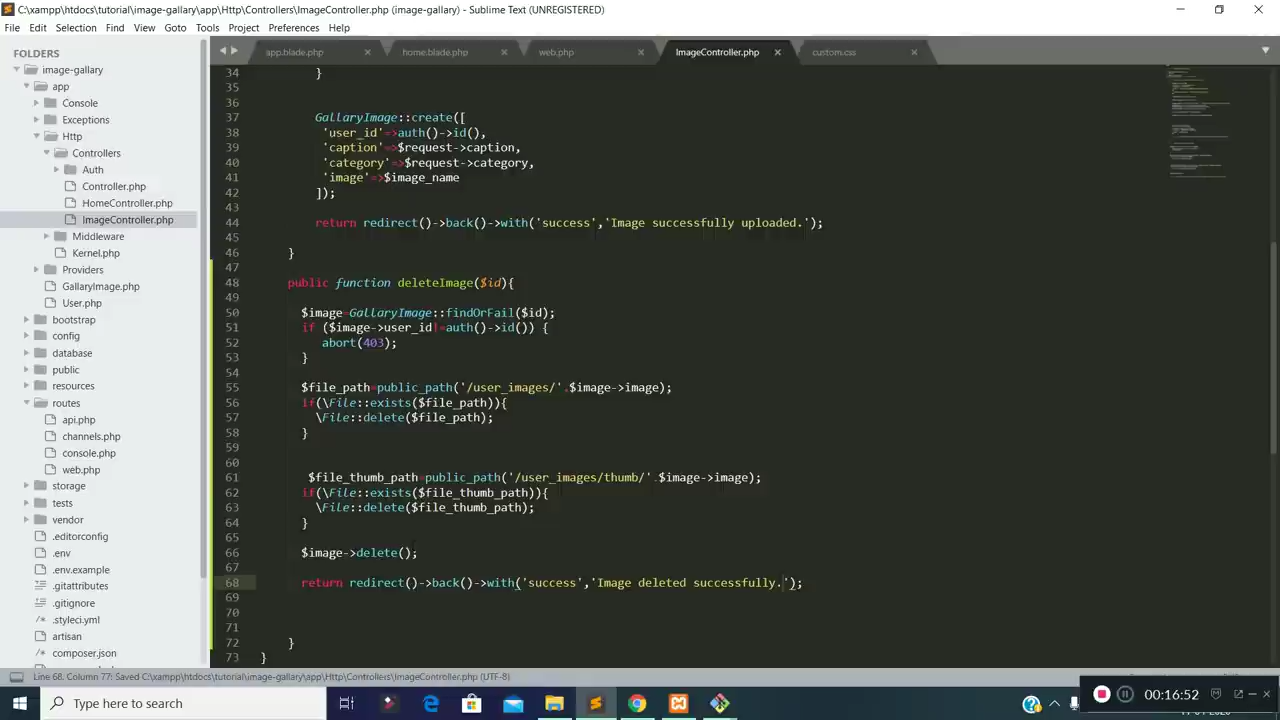 C:\xampp\htdocs\tutorial\image-gallary\app\Http\Controllers\ImageController.php (image-gallary) - Sublime Text (UNREGISTERED)
File Edit Selection Find View Goto Tools Project Preferences Help
FOLDERS
image-gallary
app
Console
Exceptions
Http
Controllers
Auth
Controller.php
HomeController.php
ImageController.php
Middleware
Kernel.php
Providers
GallaryImage.php
User.php
bootstrap
config
database
public
resources
routes
api.php
channels.php
console.php
web.php
storage
tests
vendor
.editorconfig
.env
.env.example
.gitattributes
.gitignore
.styleci.yml
artisan
composer.json
app.blade.php home.blade.php web.php ImageController.php custom.css
34 }
35
36
37 GallaryImage::create([
38 'user_id'=>auth()->id(),
39 'caption'=>$request->caption,
40 'category'=>$request->category,
41 'image'=>$image_name
42 ]);
43
44 return redirect()->back()->with('success','Image successfully uploaded.');
45
46 }
47
48 public function deleteImage($id){
49
50 $image=GallaryImage::findOrFail($id);
51 if ($image->user_id!=auth()->id()) {
52 abort(403);
53 }
54
55 $file_path=public_path('/user_images/'.$image->image);
56 if(\File::exists($file_path)){
57 \File::delete($file_path);
58 }
59
60
61 $file_thumb_path=public_path('/user_images/thumb/'.$image->image);
62 if(\File::exists($file_thumb_path)){
63 \File::delete($file_thumb_path);
64 }
65
66 $image->delete();
67
68 return redirect()->back()->with('success','Image deleted successfully.');
69
70
71
72 }
73 }
Line 68, Column 77; Saved C:\xampp\htdocs\tutorial\image-gallary\app\Http\Controllers\ImageController.php (UTF-8)
Type here to search
00:16:52